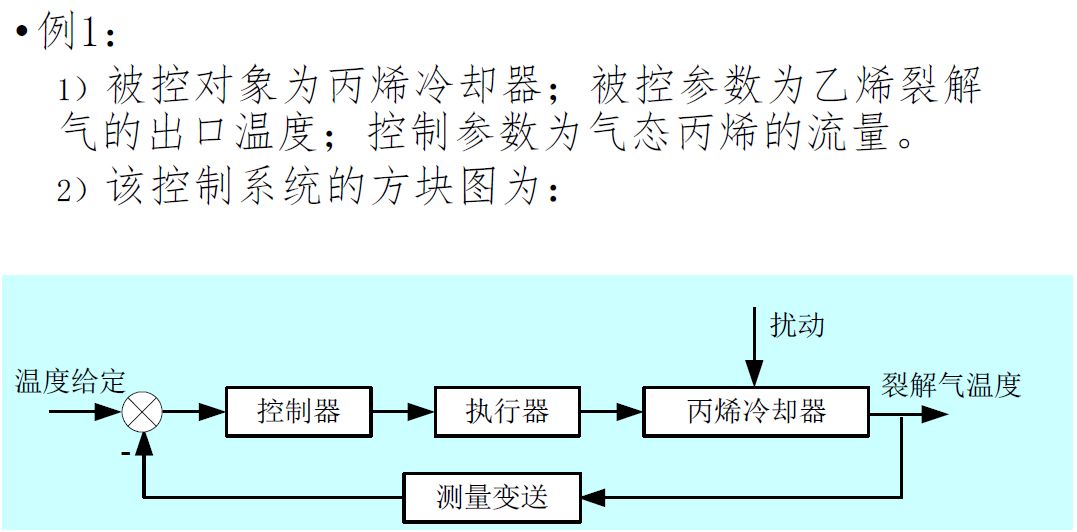 •例1：
1）被控对象为丙烯冷却器；被控参数为乙烯裂解
气的出口温度；控制参数为气态丙烯的流量。
2）该控制系统的方块图为：
扰动
温度给定
裂解气温度
控制器
执行器
丙烯冷却器
-
测量变送